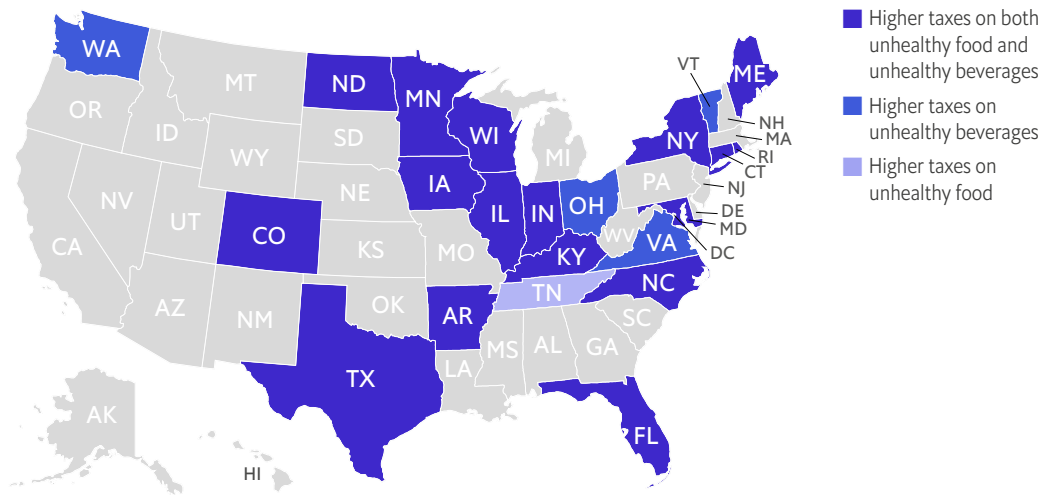 Higher taxes on both
unhealthy food and
unhealthy beverages
Higher taxes on
unhealthy beverages
Higher taxes on
unhealthy food
WA
MT
ND
MN
VT
ME
OR
ID
SD
WI
NY
NH
MA
WY
MI
RI
CT
NV
NE
IA
PA
NJ
UT
CO
IL
IN
OH
DE
MD
CA
KS
MO
WV
VA
DC
KY
AZ
NM
OK
TN
NC
AR
SC
MS
AL
GA
TX
LA
AK
FL
HI